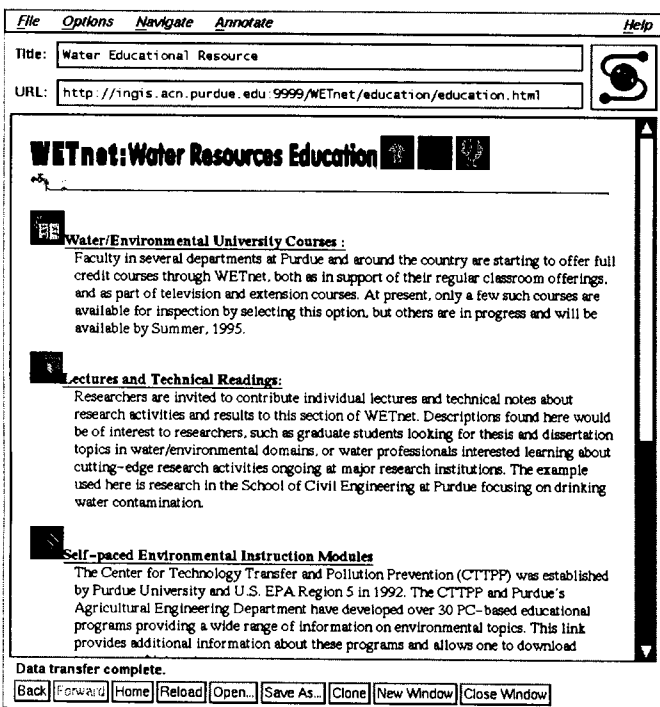 File Options Navigate Annotate Help
Title: Water Educational Resource
URL: http://ingis.acn.purdue.edu:9999/WETnet/education/education.html
WETnet: Water Resources Education
Water/Environmental University Courses :
Faculty in several departments at Purdue and around the country are starting to offer full
credit courses through WETnet, both as in support of their regular classroom offerings,
and as part of television and extension courses. At present, only a few such courses are
available for inspection by selecting this option, but others are in progress and will be
available by Summer, 1995.
Lectures and Technical Readings:
Researchers are invited to contribute individual lectures and technical notes about
research activities and results to this section of WETnet. Descriptions found here would
be of interest to researchers, such as graduate students looking for thesis and dissertation
topics in water/environmental domains, or water professionals interested learning about
cutting-edge research activities ongoing at major research institutions. The example
used here is research in the School of Civil Engineering at Purdue focusing on drinking
water contamination.
Self-paced Environmental Instruction Modules
The Center for Technology Transfer and Pollution Prevention (CTTPP) was established
by Purdue University and U.S. EPA Region 5 in 1992. The CTTPP and Purdue's
Agricultural Engineering Department have developed over 30 PC-based educational
programs providing a wide range of information on environmental topics. This link
provides additional information about these programs and allows one to download
Data transfer complete.
Back Forward Home Reload Open... Save As... Clone New Window Close Window